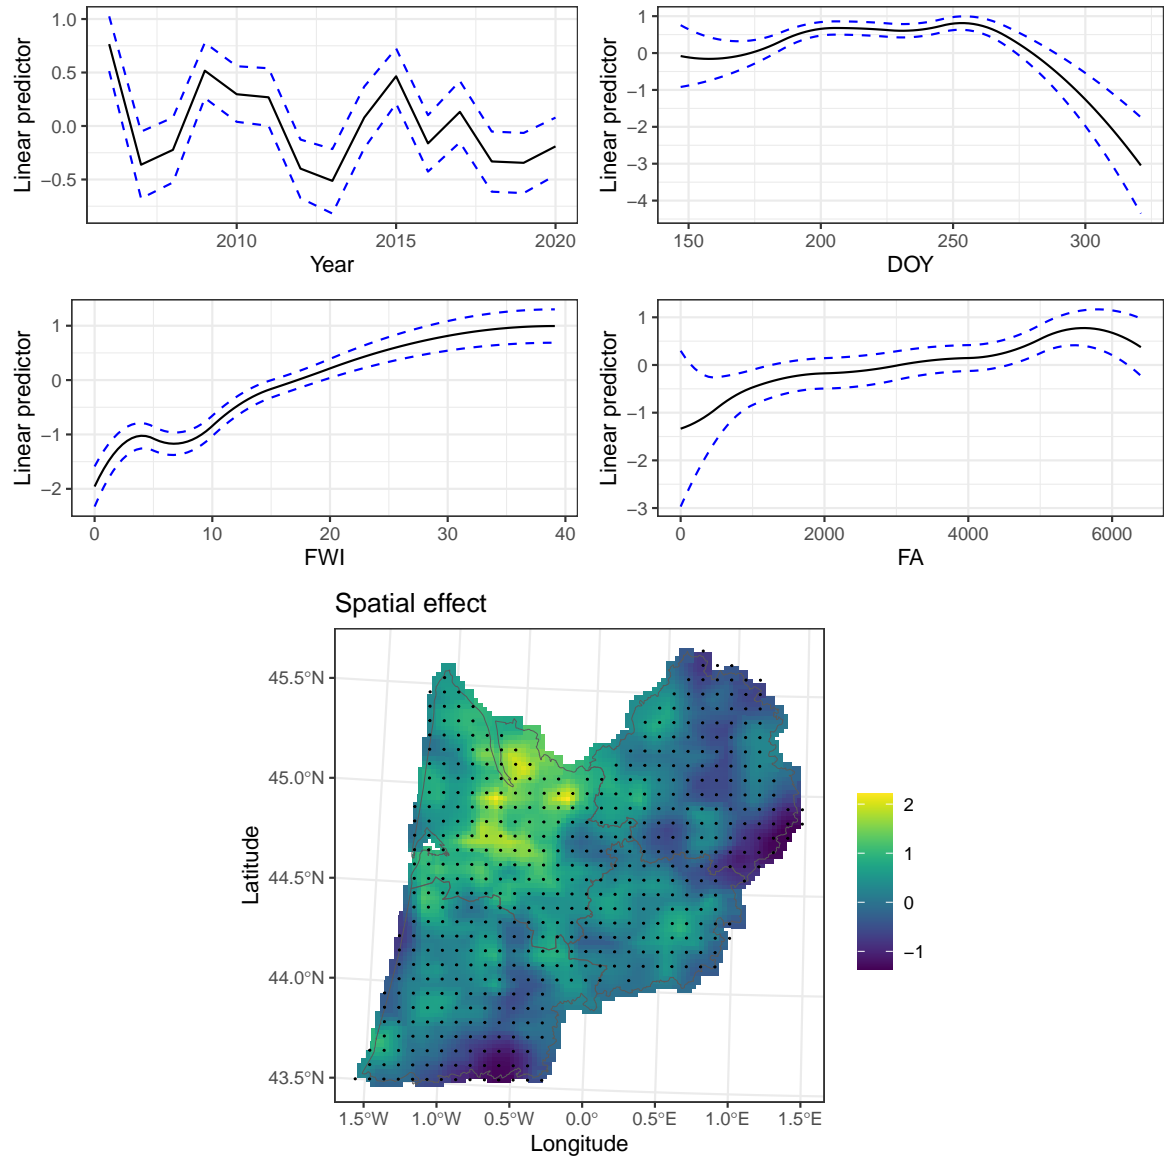 Linear predictor
1.0
0.5
0.0
−0.5
2010
2015
2020
Year
Linear predictor
1
0
−1
−2
−3
−4
150
200
250
300
DOY
Linear predictor
1
0
−1
−2
0
10
20
30
40
FWI
Linear predictor
1
0
−1
−2
−3
0
2000
4000
6000
FA
Spatial effect
Latitude
45.5°N
45.0°N
44.5°N
44.0°N
43.5°N
1.5°W
1.0°W
0.5°W
0.0°
0.5°E
1.0°E
1.5°E
Longitude
2
1
0
−1